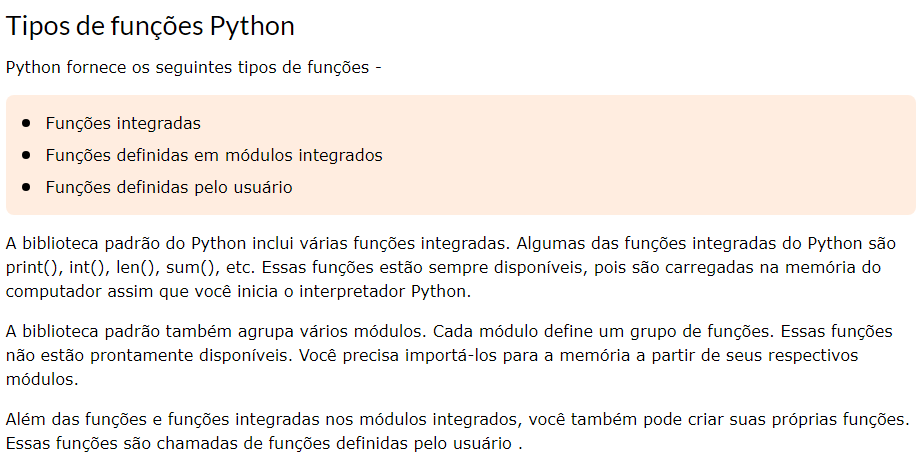 Tipos de funções Python
Python fornece os seguintes tipos de funções -
Funções integradas
Funções definidas em módulos integrados
Funções definidas pelo usuário
A biblioteca padrão do Python inclui várias funções integradas. Algumas das funções integradas do Python são
print(), int(), len(), sum(), etc. Essas funções estão sempre disponíveis, pois são carregadas na memória do
computador assim que você inicia o interpretador Python.
A biblioteca padrão também agrupa vários módulos. Cada módulo define um grupo de funções. Essas funções
não estão prontamente disponíveis. Você precisa importá-los para a memória a partir de seus respectivos
módulos.
Além das funções e funções integradas nos módulos integrados, você também pode criar suas próprias funções.
Essas funções são chamadas de funções definidas pelo usuário .